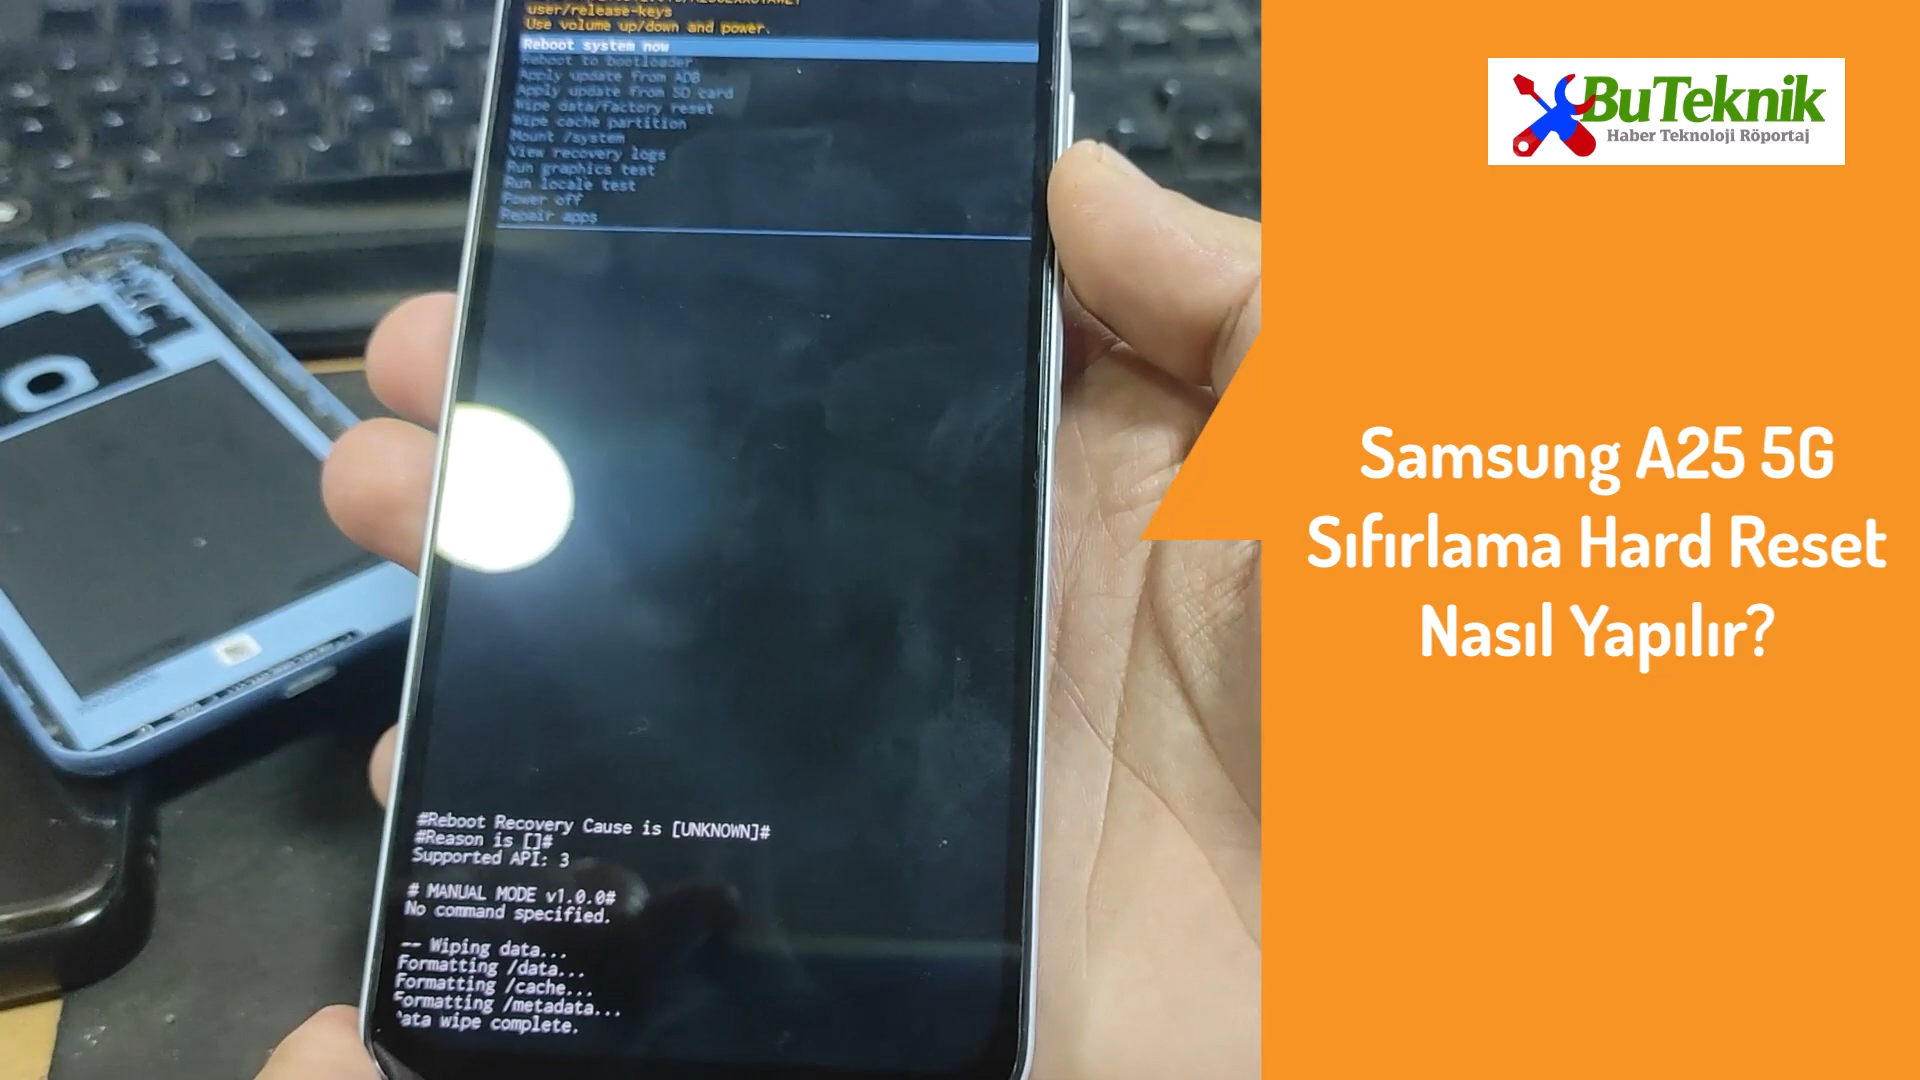 user/release-keys
Use volume up/down and power.
Reboot system now
Reboot to bootloader
Apply update from ADB
Apply update from SD card
Wipe data/factory reset
Wipe cache partition
Mount /system
View recovery logs
Run graphics test
Run locale test
Power off
Repair apps
#Reboot Recovery Cause is [UNKNOWN]#
#Reason is []#
Supported API: 3
# MANUAL MODE v1.0.0#
No command specified.
-- Wiping data...
Formatting /data...
Formatting /cache...
Formatting /metadata...
ata wipe complete.
BuTeknik
Haber Teknoloji Röportaj
Samsung A25 5G
Sıfırlama Hard Reset
Nasıl Yapılır?